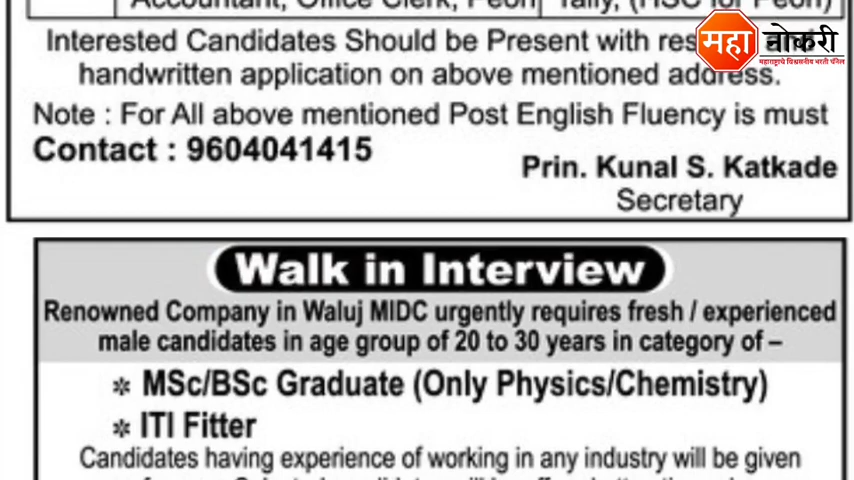 Accountant, Office Clerk, Peon Tally, (HSC for Peon)
Interested Candidates Should be Present with
handwritten application on above mentioned address.
Note : For All above mentioned Post English Fluency is must
Contact : 9604041415
Prin. Kunal S. Katkade
Secretary
महा नोकरी
महाराष्ट्राचे विश्वसनीय भरती चॅनेल
Walk in Interview
Renowned Company in Waluj MIDC urgently requires fresh / experienced
male candidates in age group of 20 to 30 years in category of –
* MSc/BSc Graduate (Only Physics/Chemistry)
* ITI Fitter
Candidates having experience of working in any industry will be given